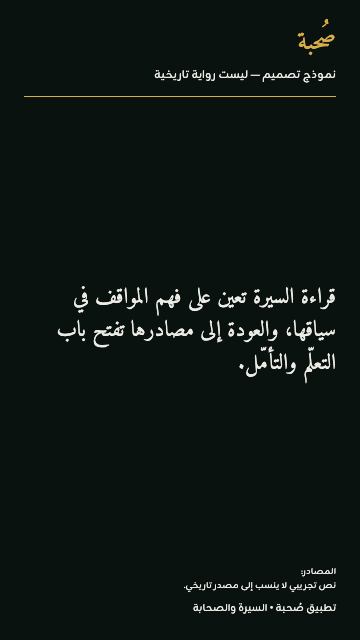 صُحبة
نموذج تصميم — ليست رواية تاريخية
قراءة السيرة تعين على فهم المواقف في
سياقها، والعودة إلى مصادرها تفتح باب
التعلّم والتأمّل.
المصادر:
نص تجريبي لا ينسب إلى مصدر تاريخي.
تطبيق صُحبة • السيرة والصحابة